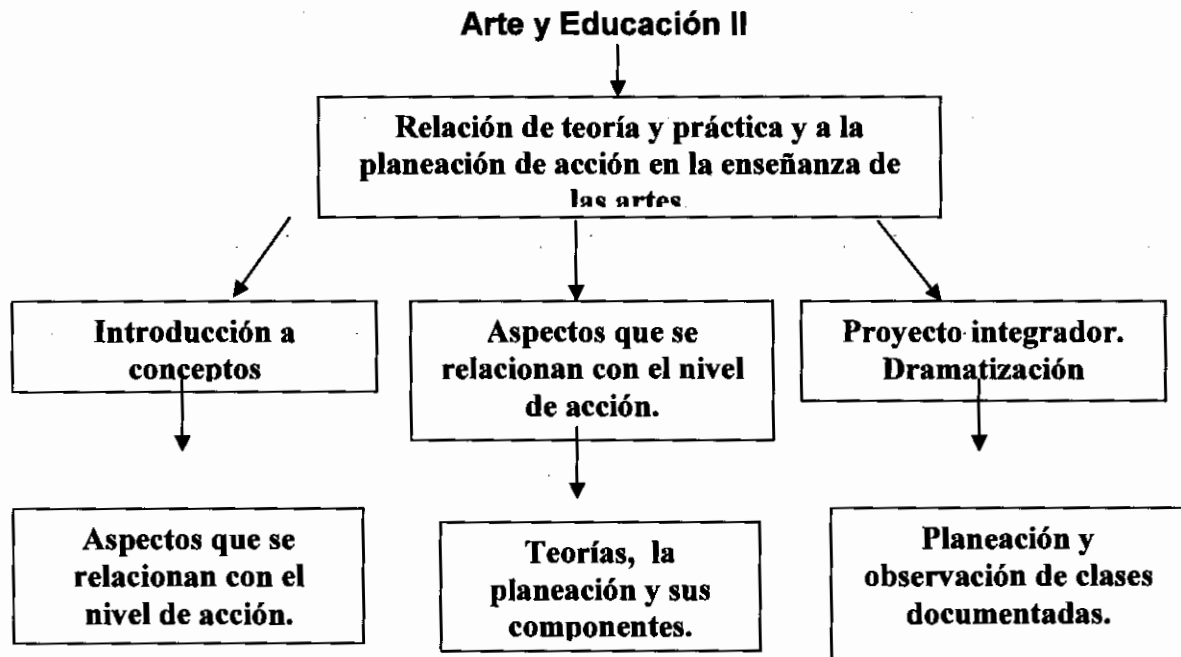 Arte y Educación II
Relación de teoría y práctica y a la
planeación de acción en la enseñanza de
las artes
Introducción a
conceptos
Aspectos que se
relacionan con el nivel
de acción.
Proyecto integrador.
Dramatización
Aspectos que se
relacionan con el
nivel de acción.
Teorías, la
planeación y sus
componentes.
Planeación y
observación de clases
documentadas.